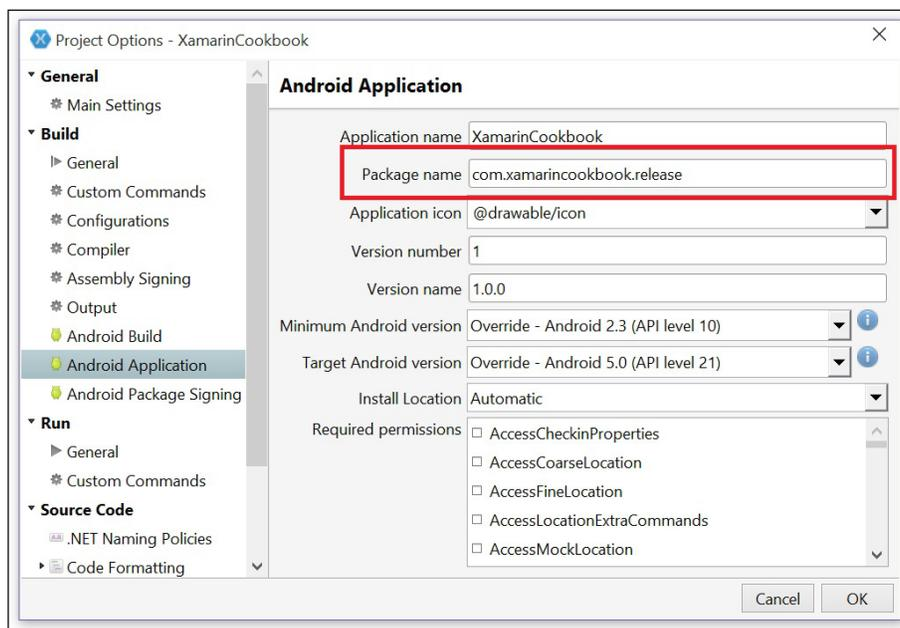 Project Options - XamarinCookbook
General
Main Settings
Build
General
Custom Commands
Configurations
Compiler
Assembly Signing
Output
Android Build
Android Application
Android Package Signing
Run
General
Custom Commands
Source Code
.NET Naming Policies
Code Formatting
Android Application
Application name XamarinCookbook
Package name com.xamarincookbook.release
Application icon @drawable/icon
Version number 1
Version name 1.0.0
Minimum Android version Override - Android 2.3 (API level 10)
Target Android version Override - Android 5.0 (API level 21)
Install Location Automatic
Required permissions AccessCheckinProperties
AccessCoarseLocation
AccessFineLocation
AccessLocationExtraCommands
AccessMockLocation
Cancel OK